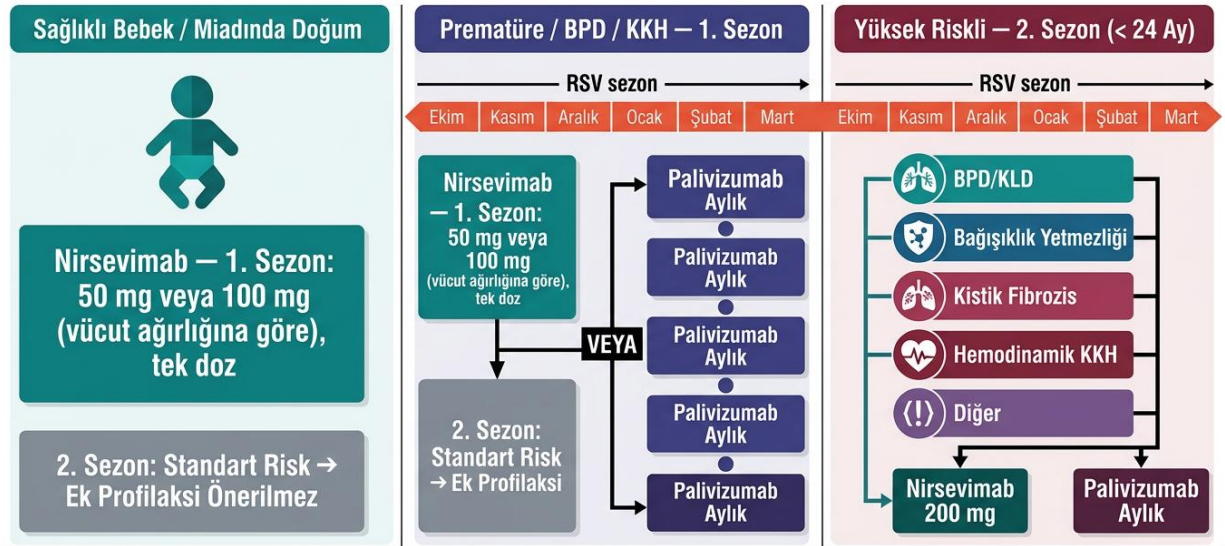 Sağlıklı Bebek / Miadında Doğum
Nirsevimab — 1. Sezon:
50 mg veya 100 mg
(vücut ağırlığına göre),
tek doz
2. Sezon: Standart Risk →
Ek Profilaksi Önerilmez
Prematüre / BPD / KKH — 1. Sezon
RSV sezon
Ekim
Kasım
Aralık
Ocak
Şubat
Mart
Nirsevimab
— 1. Sezon:
50 mg veya
100 mg
(vücut ağırlığına göre),
tek doz
VEYA
2. Sezon:
Standart Risk
→ Ek Profilaksi
Palivizumab
Aylık
Palivizumab
Aylık
Palivizumab
Aylık
Palivizumab
Aylık
Palivizumab
Aylık
Yüksek Riskli — 2. Sezon (< 24 Ay)
RSV sezon
Ekim
Kasım
Aralık
Ocak
Şubat
Mart
BPD/KLD
Bağışıklık Yetmezliği
Kistik Fibrozis
Hemodinamik KKH
(!) Diğer
Nirsevimab
200 mg
Palivizumab
Aylık